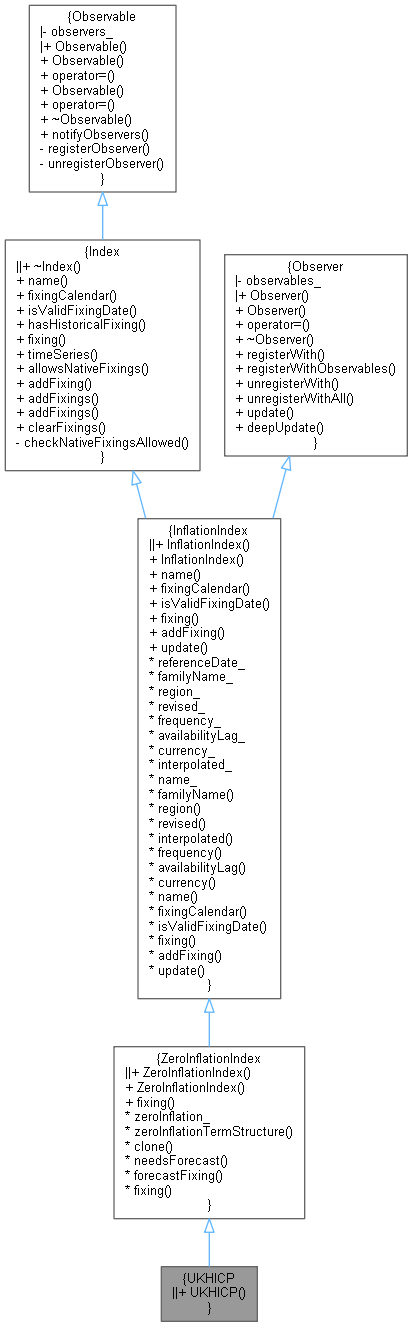 {Observable
|- observers_
|+ Observable()
+ Observable()
+ operator=()
+ Observable()
+ operator=()
+ ~Observable()
+ notifyObservers()
- registerObserver()
- unregisterObserver()
}
{Index
||+ ~Index()
+ name()
+ fixingCalendar()
+ isValidFixingDate()
+ hasHistoricalFixing()
+ fixing()
+ timeSeries()
+ allowsNativeFixings()
+ addFixing()
+ addFixings()
+ addFixings()
+ clearFixings()
- checkNativeFixingsAllowed()
}
{Observer
|- observables_
|+ Observer()
+ Observer()
+ operator=()
+ ~Observer()
+ registerWith()
+ registerWithObservables()
+ unregisterWith()
+ unregisterWithAll()
+ update()
+ deepUpdate()
}
{InflationIndex
||+ InflationIndex()
+ InflationIndex()
+ name()
+ fixingCalendar()
+ isValidFixingDate()
+ fixing()
+ addFixing()
+ update()
* referenceDate_
* familyName_
* region_
* revised_
* frequency_
* availabilityLag_
* currency_
* interpolated_
* name_
* familyName()
* region()
* revised()
* interpolated()
* frequency()
* availabilityLag()
* currency()
* name()
* fixingCalendar()
* isValidFixingDate()
* fixing()
* addFixing()
* update()
}
{ZeroInflationIndex
||+ ZeroInflationIndex()
+ ZeroInflationIndex()
+ fixing()
* zeroInflation_
* zeroInflationTermStructure()
* clone()
* needsForecast()
* forecastFixing()
* fixing()
}
{UKHICP
||+ UKHICP()
}